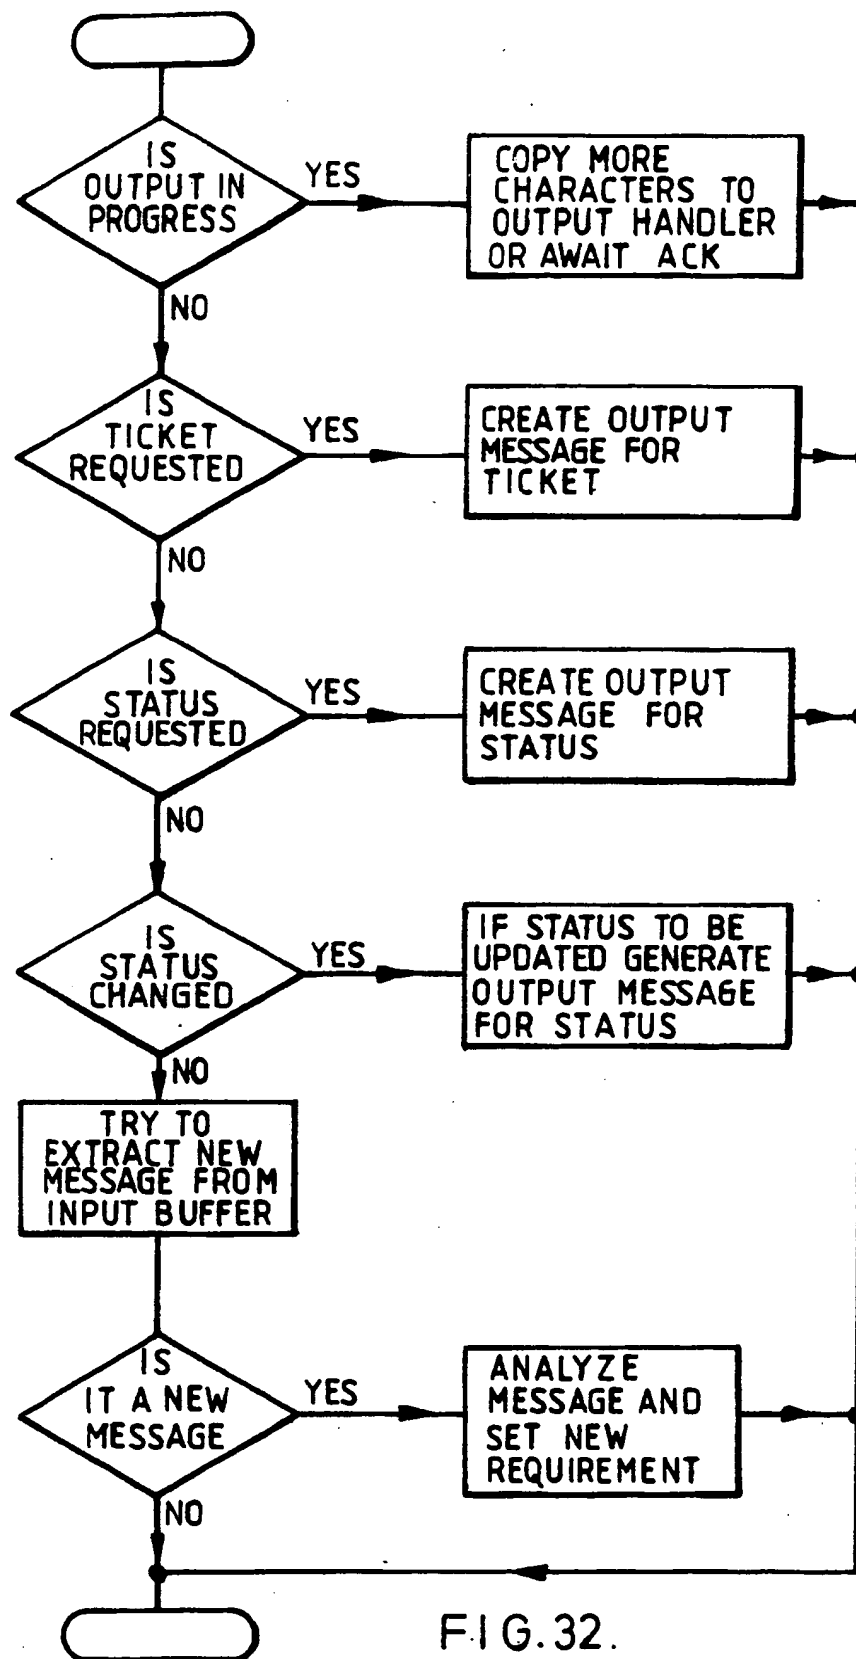 IS
OUTPUT IN
PROGRESS
YES
COPY MORE
CHARACTERS TO
OUTPUT HANDLER
OR AWAIT ACK
NO
IS
TICKET
REQUESTED
YES
CREATE OUTPUT
MESSAGE FOR
TICKET
NO
IS
STATUS
REQUESTED
YES
CREATE OUTPUT
MESSAGE FOR
STATUS
NO
IS
STATUS
CHANGED
YES
IF STATUS TO BE
UPDATED GENERATE
OUTPUT MESSAGE
FOR STATUS
NO
TRY TO
EXTRACT NEW
MESSAGE FROM
INPUT BUFFER
IS
IT A NEW
MESSAGE
YES
ANALYZE
MESSAGE AND
SET NEW
REQUIREMENT
NO
FIG.32.